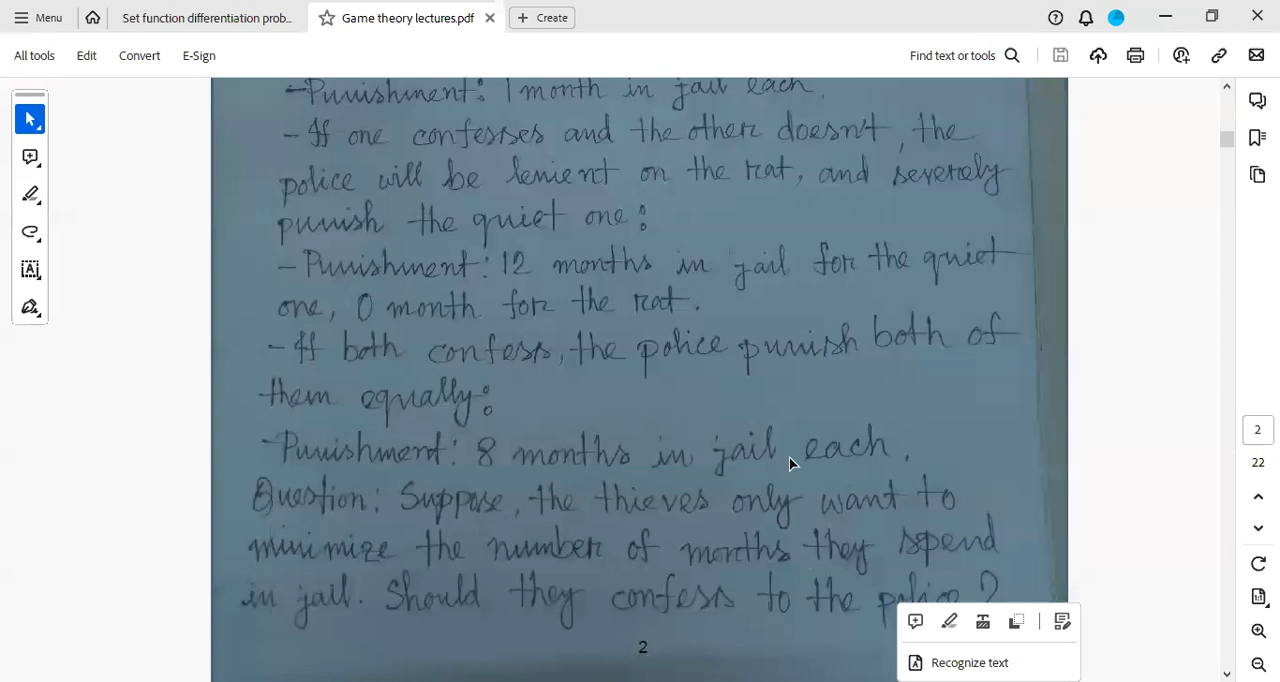 Menu
Set function differentiation prob...
Game theory lectures.pdf
Create
All tools
Edit
Convert
E-Sign
Find text or tools
-Punishment: 1 month in jail each.
- If one confesses and the other doesn't, the
police will be lenient on the rat, and severely
punish the quiet one:
- Punishment: 12 months in jail for the quiet
one, 0 month for the rat.
- If both confess, the police punish both of
them equally:
- Punishment: 8 months in jail each.
Question: Suppose, the thieves only want to
minimize the number of months they spend
in jail. Should they confess to the police?
2
2
22
Recognize text